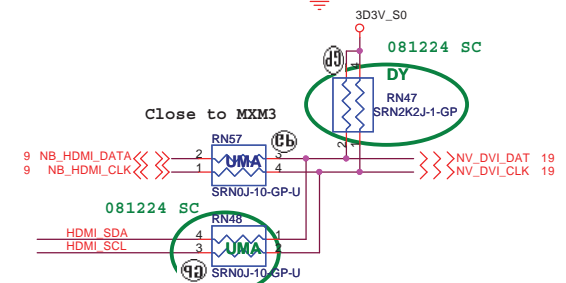 3D3V_S0
081224 SC
DY
RN47
SRN2K2J-1-GP
2 1
Close to MXM3
RN57
9 NB_HDMI_DATA 2 UMA 3 NV_DVI_DAT 19
9 NB_HDMI_CLK 1 4 NV_DVI_CLK 19
SRN0J-10-GP-U
081224 SC
RN48
HDMI_SDA 4 UMA 1
HDMI_SCL 3 2
SRN0J-10-GP-U